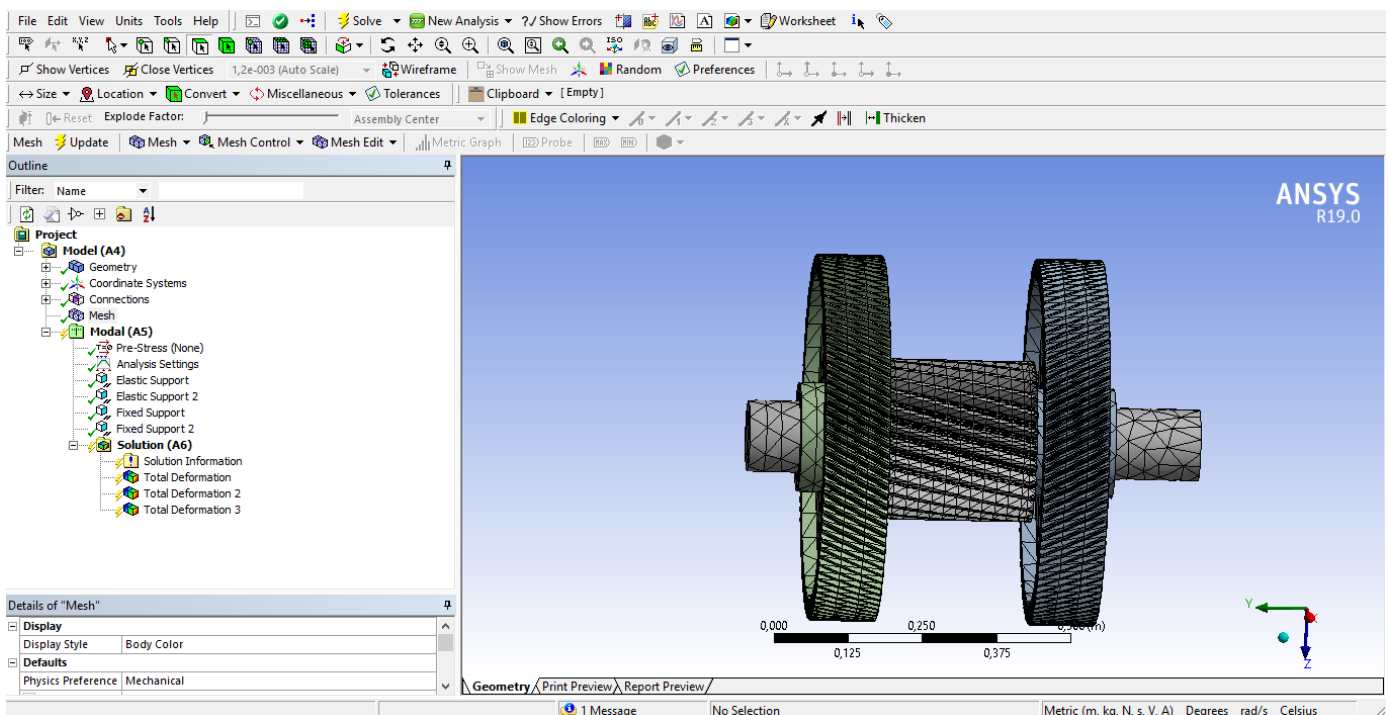 File Edit View Units Tools Help Solve New Analysis ?✓ Show Errors Abc A Worksheet i
x,y,z ISO
Show Vertices Close Vertices 1,2e-003 (Auto Scale) Wireframe Show Mesh Random Preferences
Size Location Convert Miscellaneous Tolerances Clipboard [Empty]
Reset Explode Factor: Assembly Center Edge Coloring Thicken
Mesh Update Mesh Mesh Control Mesh Edit Metric Graph Probe MAX MIN
Outline
Filter: Name
Project
Model (A4)
Geometry
Coordinate Systems
Connections
Mesh
Modal (A5)
Pre-Stress (None)
Analysis Settings
Elastic Support
Elastic Support 2
Fixed Support
Fixed Support 2
Solution (A6)
Solution Information
Total Deformation
Total Deformation 2
Total Deformation 3
Details of "Mesh"
Display
Display Style Body Color
Defaults
Physics Preference Mechanical
ANSYS
R19.0
0,000 0,250 (m)
0,125 0,375
Y
X
Z
Geometry Print Preview Report Preview
1 Message No Selection Metric (m, kg, N, s, V, A) Degrees rad/s Celsius